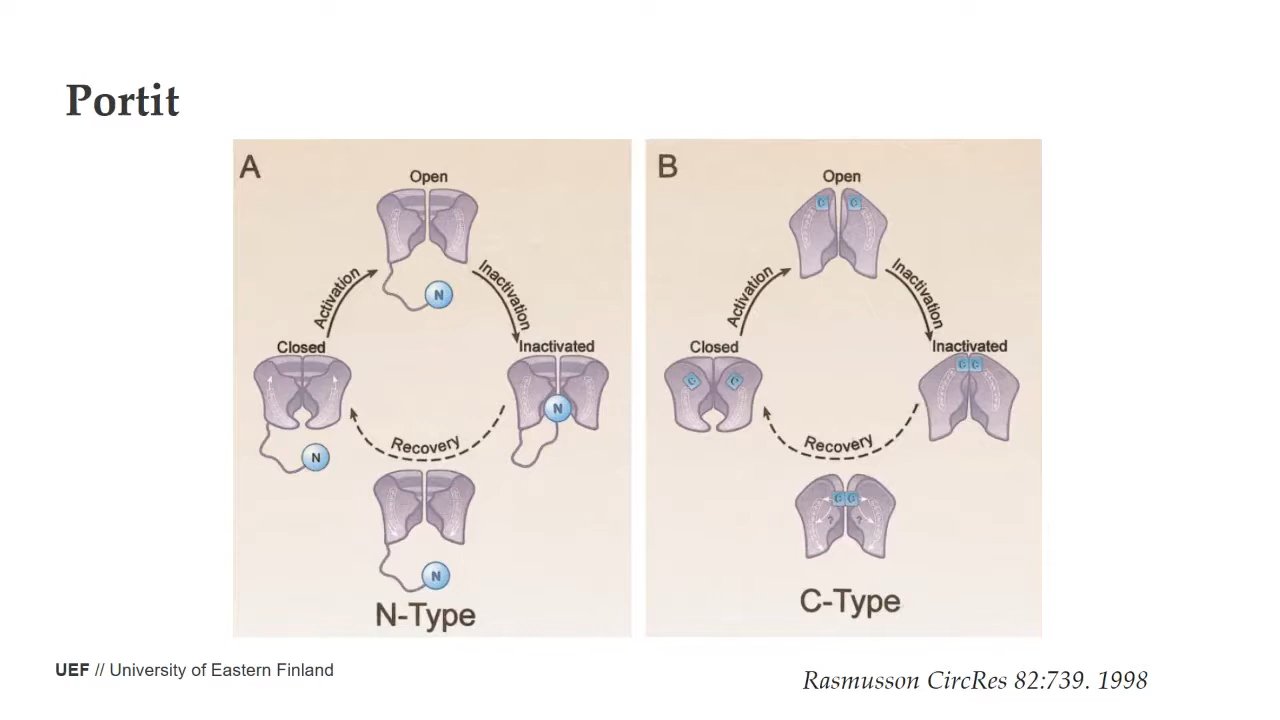 Portit
A
Open
Activation
Inactivation
N
Closed
Inactivated
N
Recovery
N
N
N-Type
B
Open
C C
Activation
Inactivation
Closed
Inactivated
C C
C C
Recovery
C C
? ?
C-Type
UEF // University of Eastern Finland
Rasmusson CircRes 82:739. 1998